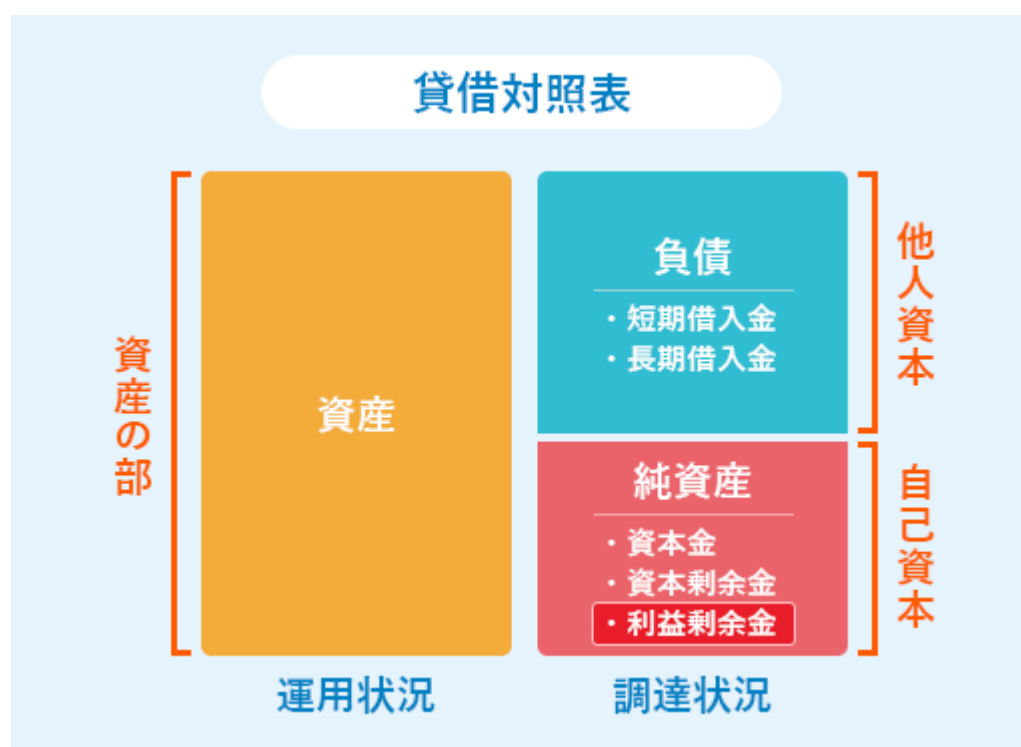 貸借対照表
資産の部
資産
負債
・短期借入金
・長期借入金
他人資本
純資産
・資本金
・資本剰余金
・利益剰余金
自己資本
運用状況
調達状況